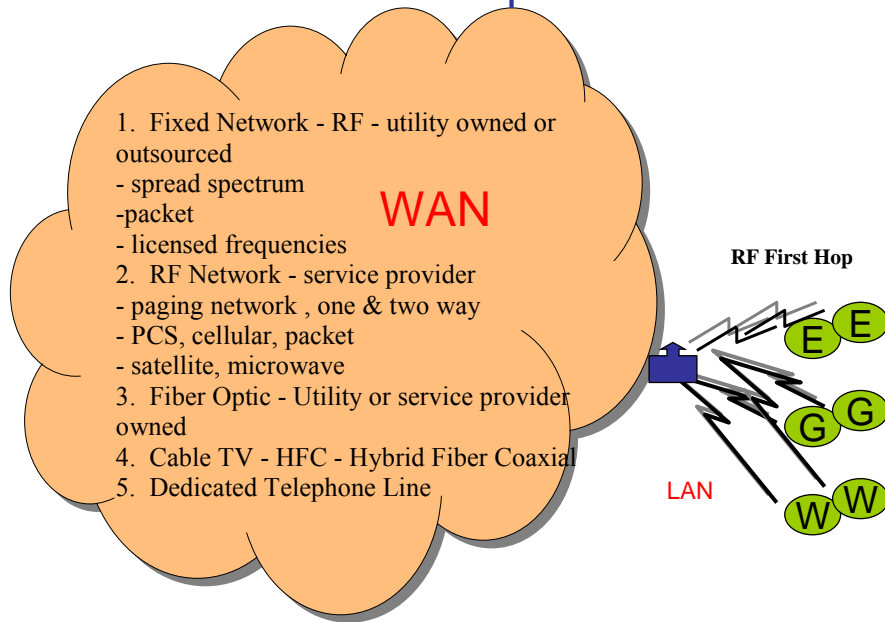 1. Fixed Network - RF - utility owned or
outsourced
- spread spectrum
-packet
- licensed frequencies
WAN
2. RF Network - service provider
- paging network , one & two way
- PCS, cellular, packet
- satellite, microwave
3. Fiber Optic - Utility or service provider
owned
4. Cable TV - HFC - Hybrid Fiber Coaxial
5. Dedicated Telephone Line
RF First Hop
E E
G G
W W
LAN